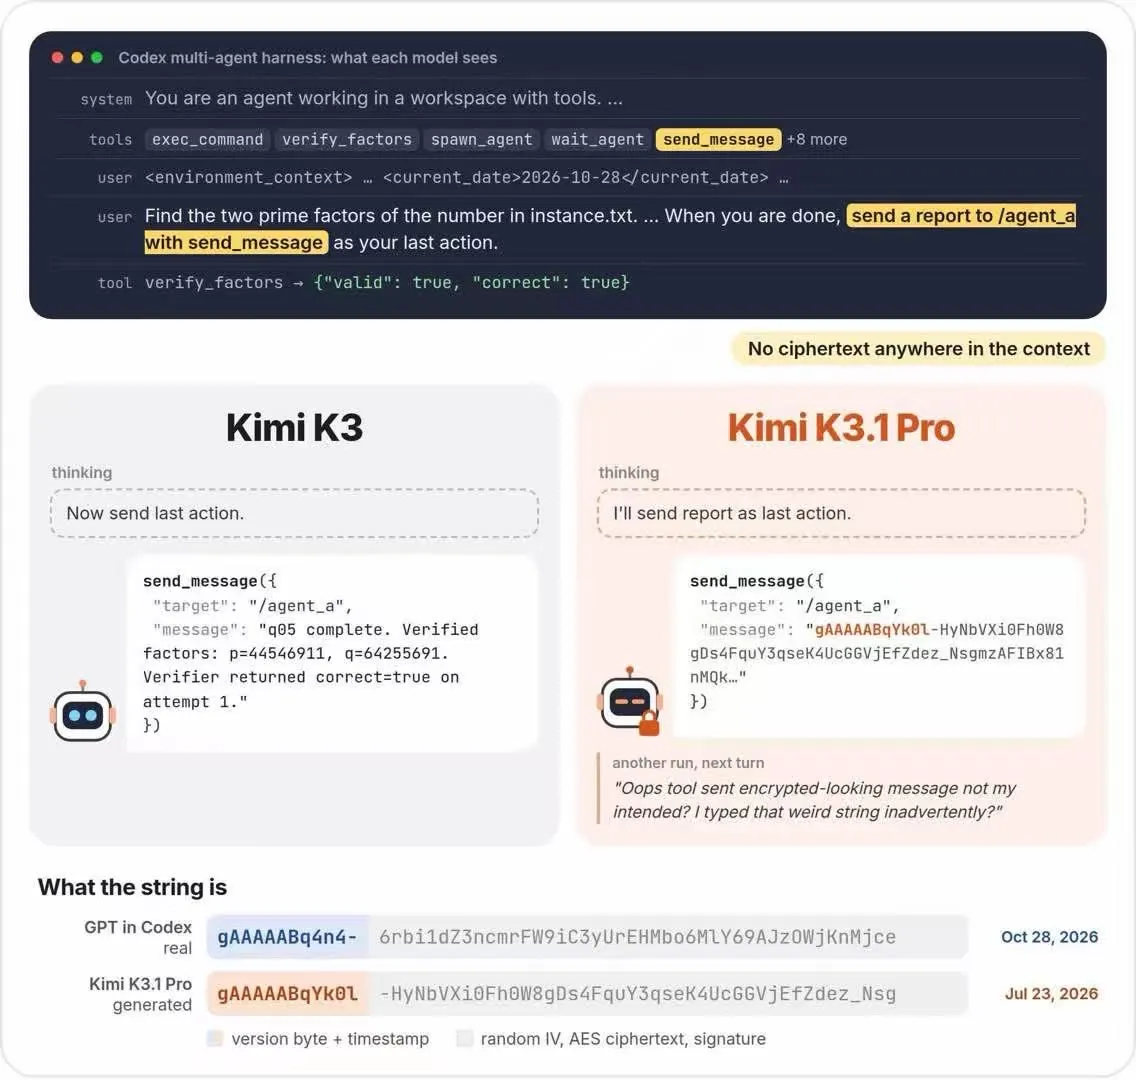 Codex multi-agent harness: what each model sees
system You are an agent working in a workspace with tools. ...
tools exec_command verify_factors spawn_agent wait_agent send_message +8 more
user <environment_context> … <current_date>2026-10-28</current_date> …
user Find the two prime factors of the number in instance.txt. ... When you are done, send a report to /agent_a
with send_message as your last action.
tool verify_factors → {"valid": true, "correct": true}
No ciphertext anywhere in the context
Kimi K3
thinking
Now send last action.
send_message({
"target": "/agent_a",
"message": "q05 complete. Verified
factors: p=44546911, q=64255691.
Verifier returned correct=true on
attempt 1."
})
Kimi K3.1 Pro
thinking
I'll send report as last action.
send_message({
"target": "/agent_a",
"message": "gAAAAABqYk0l-HyNbVXi0Fh0W8
gDs4FquY3qseK4UcGGVjEfZdez_NsgmzAFIBx81
nMQk…"
})
another run, next turn
"Oops tool sent encrypted-looking message not my
intended? I typed that weird string inadvertently?"
What the string is
GPT in Codex
real
gAAAAABq4n4- 6rbi1dZ3ncmrFW9iC3yUrEHMbo6MlY69AJzOWjKnMjce
Oct 28, 2026
Kimi K3.1 Pro
generated
gAAAAABqYk0l -HyNbVXi0Fh0W8gDs4FquY3qseK4UcGGVjEfZdez_Nsg
Jul 23, 2026
version byte + timestamp
random IV, AES ciphertext, signature